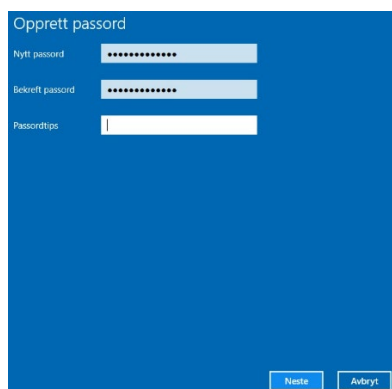 Opprett passord
Nytt passord •••••••••••••
Bekreft passord •••••••••••••
Passordtips
Neste Avbryt